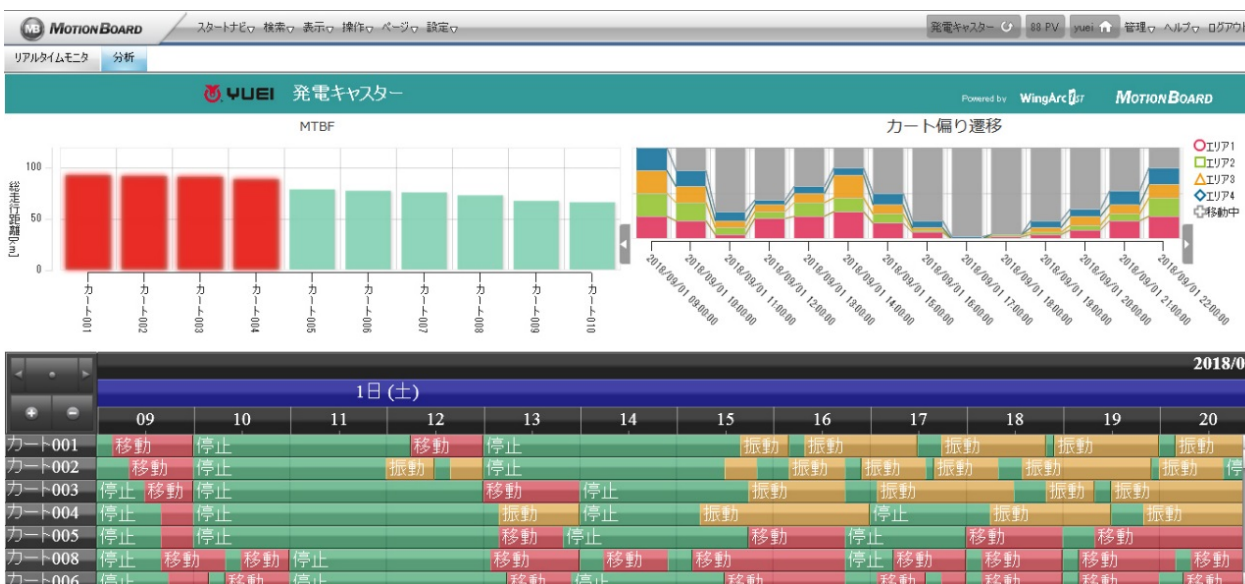 MB MOTIONBOARD スタートナビ▽ 検索▽ 表示▽ 操作▽ ページ▽ 設定▽ 発電キャスター 88 PV yuei 管理▽ ヘルプ▽ ログアウト
リアルタイムモニタ 分析
YUEI 発電キャスター Powered by WingArc 1ST MOTIONBOARD
MTBF
総走行距離[km]
100
50
0
カート001 カート002 カート003 カート004 カート005 カート006 カート007 カート008 カート009 カート010
カート偏り遷移
エリア1
エリア2
エリア3
エリア4
移動中
2018/09/01 09:00:00 2018/09/01 10:00:00 2018/09/01 11:00:00 2018/09/01 12:00:00 2018/09/01 13:00:00 2018/09/01 14:00:00 2018/09/01 15:00:00 2018/09/01 16:00:00 2018/09/01 17:00:00 2018/09/01 18:00:00 2018/09/01 19:00:00 2018/09/01 20:00:00 2018/09/01 21:00:00 2018/09/01 22:00:00
2018/0
1日 (土)
09 10 11 12 13 14 15 16 17 18 19 20
カート001 移動 停止 移動 停止 振動 振動 振動 振動 振動
カート002 移動 停止 振動 停止 振動 振動 振動 振動 振動 停
カート003 停止 移動 停止 移動 停止 振動 振動 振動 振動
カート004 停止 停止 振動 停止 振動 停止 振動 振動
カート005 停止 停止 移動 停止 移動 停止 移動 移動
カート008 停止 移動 移動 停止 移動 移動 移動 停止 移動 移動 移動 移動
カート006 停止 移動 停止 移動 停止 移動 移動 移動 移動 移動